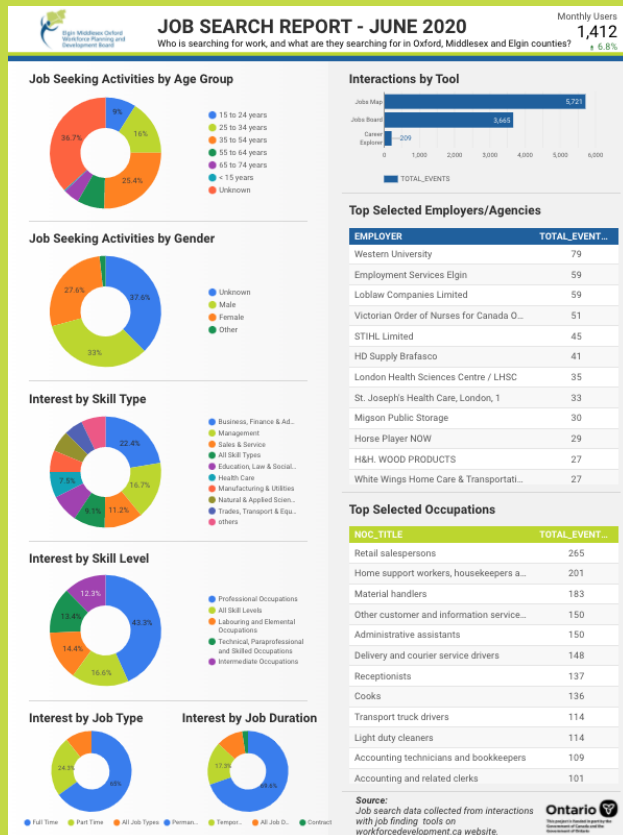 Elgin Middlesex Oxford
Workforce Planning and
Development Board
JOB SEARCH REPORT - JUNE 2020
Who is searching for work, and what are they searching for in Oxford, Middlesex and Elgin counties?
Monthly Users
1,412
6.8%
Job Seeking Activities by Age Group
9%
16%
25.4%
36.7%
15 to 24 years
25 to 34 years
35 to 54 years
55 to 64 years
65 to 74 years
< 15 years
Unknown
Job Seeking Activities by Gender
37.6%
33%
27.6%
Unknown
Male
Female
Other
Interest by Skill Type
22.4%
16.7%
11.2%
9.1%
7.5%
Business, Finance & Ad...
Management
Sales & Service
All Skill Types
Education, Law & Social...
Health Care
Manufacturing & Utilities
Natural & Applied Scien...
Trades, Transport & Equ...
others
Interest by Skill Level
43.3%
16.6%
14.4%
13.4%
12.3%
Professional Occupations
All Skill Levels
Labouring and Elemental
Occupations
Technical, Paraprofessional
and Skilled Occupations
Intermediate Occupations
Interest by Job Type
24.3%
Full Time
Part Time
All Job Types
Interest by Job Duration
17.3%
Perman...
Tempor...
All Job D...
Contract
Interactions by Tool
Jobs Map
5,721
Jobs Board
3,665
Career
Explorer
209
0
1,000
2,000
3,000
4,000
5,000
6,000
TOTAL_EVENTS
Top Selected Employers/Agencies
EMPLOYER TOTAL_EVENT...
Western University 79
Employment Services Elgin 59
Loblaw Companies Limited 59
Victorian Order of Nurses for Canada O... 51
STIHL Limited 45
HD Supply Brafasco 41
London Health Sciences Centre / LHSC 35
St. Joseph's Health Care, London, 1 33
Migson Public Storage 30
Horse Player NOW 29
H&H. WOOD PRODUCTS 27
White Wings Home Care & Transportati... 27
Top Selected Occupations
NOC_TITLE TOTAL_EVENT...
Retail salespersons 265
Home support workers, housekeepers a... 201
Material handlers 183
Other customer and information service... 150
Administrative assistants 150
Delivery and courier service drivers 148
Receptionists 137
Cooks 136
Transport truck drivers 114
Light duty cleaners 114
Accounting technicians and bookkeepers 109
Accounting and related clerks 101
Source:
Job search data collected from interactions
with job finding tools on
workforcedevelopment.ca website.
Ontario
This project is funded in part by the
Government of Canada and the
Government of Ontario.